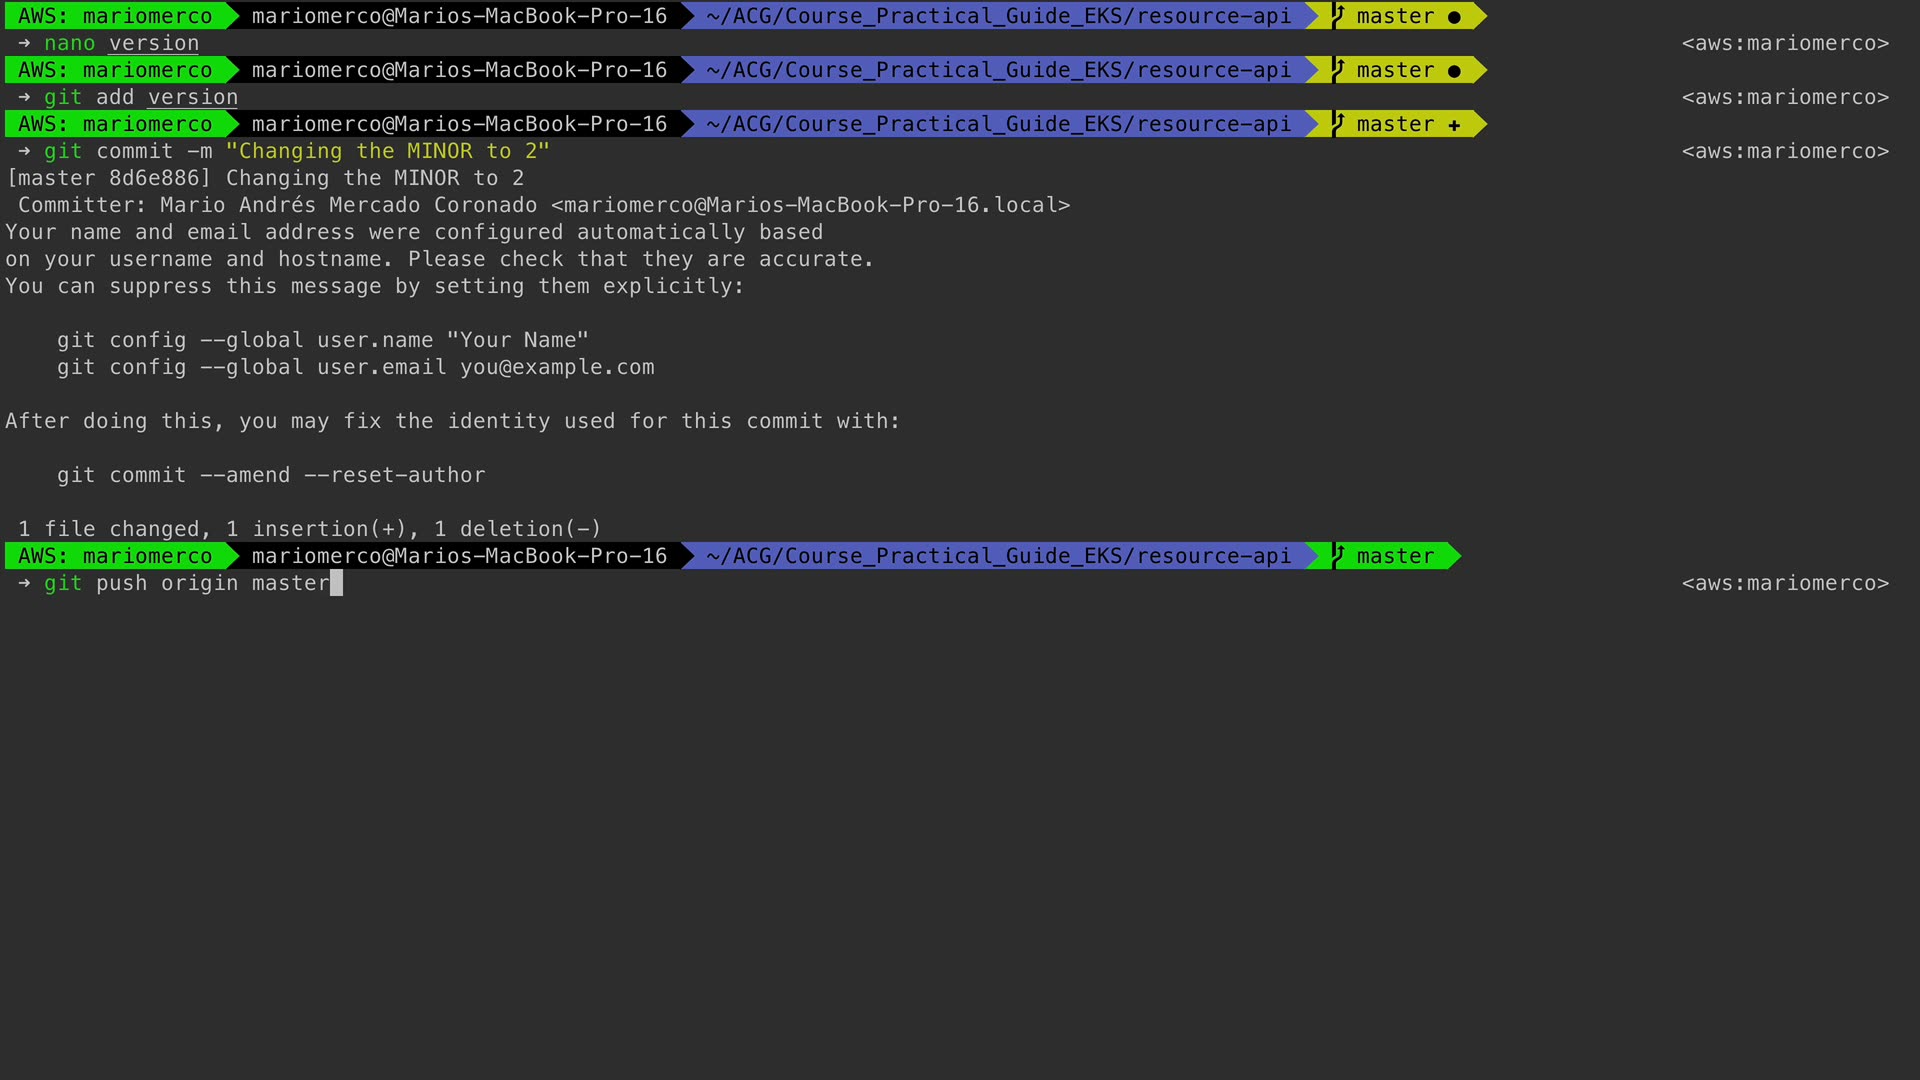 AWS: mariomerco mariomerco@Marios-MacBook-Pro-16 ~/ACG/Course_Practical_Guide_EKS/resource-api master ●
➜ nano version <aws:mariomerco>
AWS: mariomerco mariomerco@Marios-MacBook-Pro-16 ~/ACG/Course_Practical_Guide_EKS/resource-api master ●
➜ git add version <aws:mariomerco>
AWS: mariomerco mariomerco@Marios-MacBook-Pro-16 ~/ACG/Course_Practical_Guide_EKS/resource-api master ✚
➜ git commit -m "Changing the MINOR to 2" <aws:mariomerco>
[master 8d6e886] Changing the MINOR to 2
Committer: Mario Andrés Mercado Coronado <mariomerco@Marios-MacBook-Pro-16.local>
Your name and email address were configured automatically based
on your username and hostname. Please check that they are accurate.
You can suppress this message by setting them explicitly:
git config --global user.name "Your Name"
git config --global user.email you@example.com
After doing this, you may fix the identity used for this commit with:
git commit --amend --reset-author
1 file changed, 1 insertion(+), 1 deletion(-)
AWS: mariomerco mariomerco@Marios-MacBook-Pro-16 ~/ACG/Course_Practical_Guide_EKS/resource-api master
➜ git push origin master <aws:mariomerco>